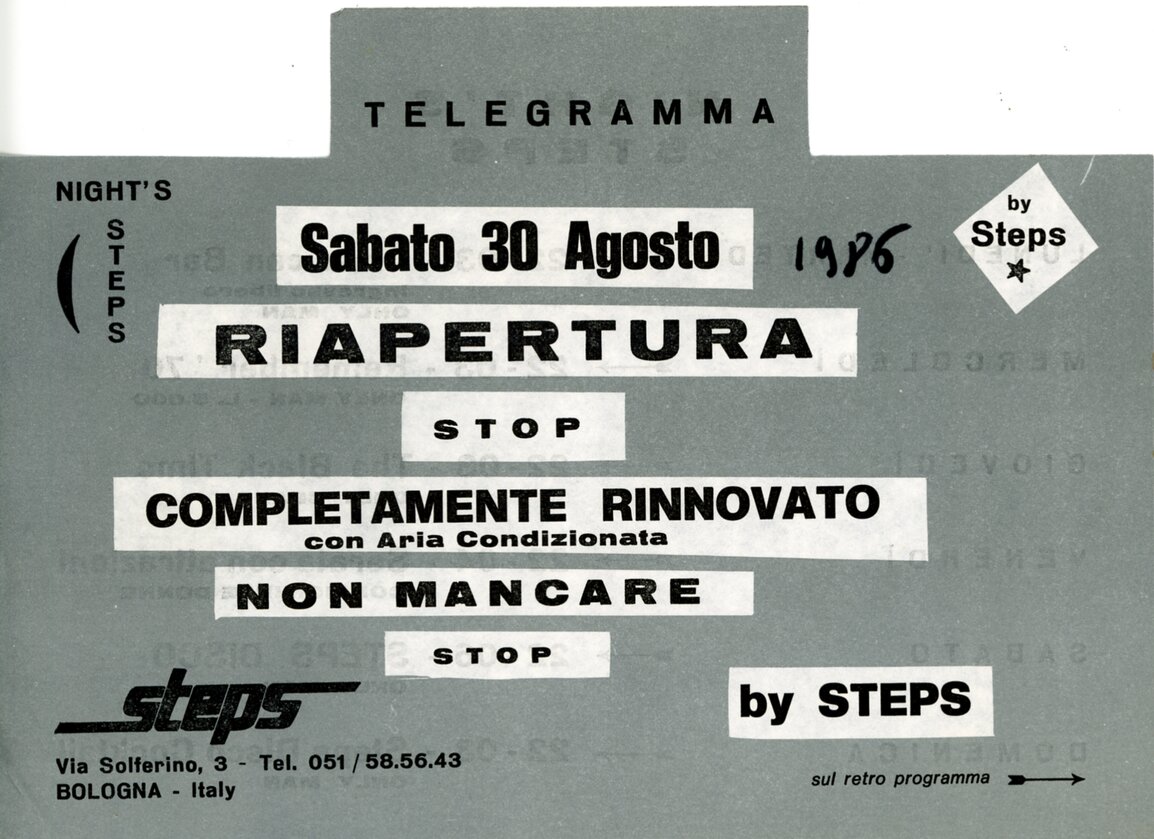 TELEGRAMMA
NIGHT'S
STEPS
by
Steps
Sabato 30 Agosto 1986
RIAPERTURA
STOP
COMPLETAMENTE RINNOVATO
con Aria Condizionata
NON MANCARE
STOP
steps
by STEPS
Via Solferino, 3 - Tel. 051 / 58.56.43
BOLOGNA - Italy
sul retro programma